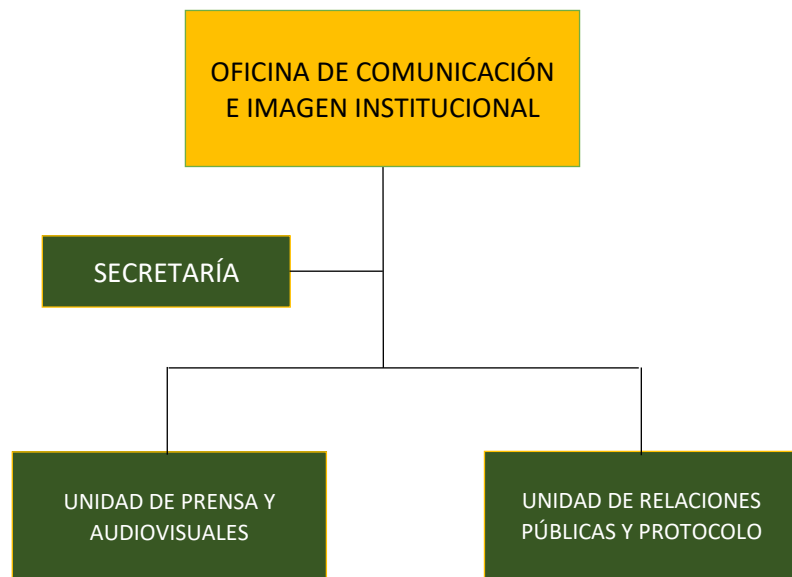 OFICINA DE COMUNICACIÓN
E IMAGEN INSTITUCIONAL
SECRETARÍA
UNIDAD DE PRENSA Y
AUDIOVISUALES
UNIDAD DE RELACIONES
PÚBLICAS Y PROTOCOLO